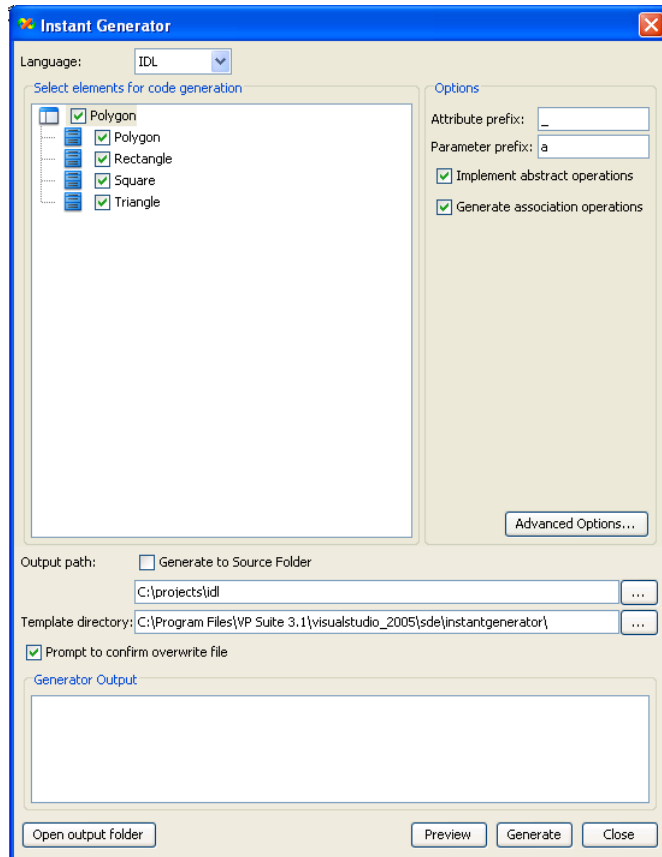 Instant Generator
Language: IDL
Select elements for code generation
Options
Polygon
Polygon
Rectangle
Square
Triangle
Attribute prefix: _
Parameter prefix: a
Implement abstract operations
Generate association operations
Advanced Options...
Output path: Generate to Source Folder
C:\projects\idl ...
Template directory: C:\Program Files\VP Suite 3.1\visualstudio_2005\sde\instantgenerator\ ...
Prompt to confirm overwrite file
Generator Output
Open output folder Preview Generate Close